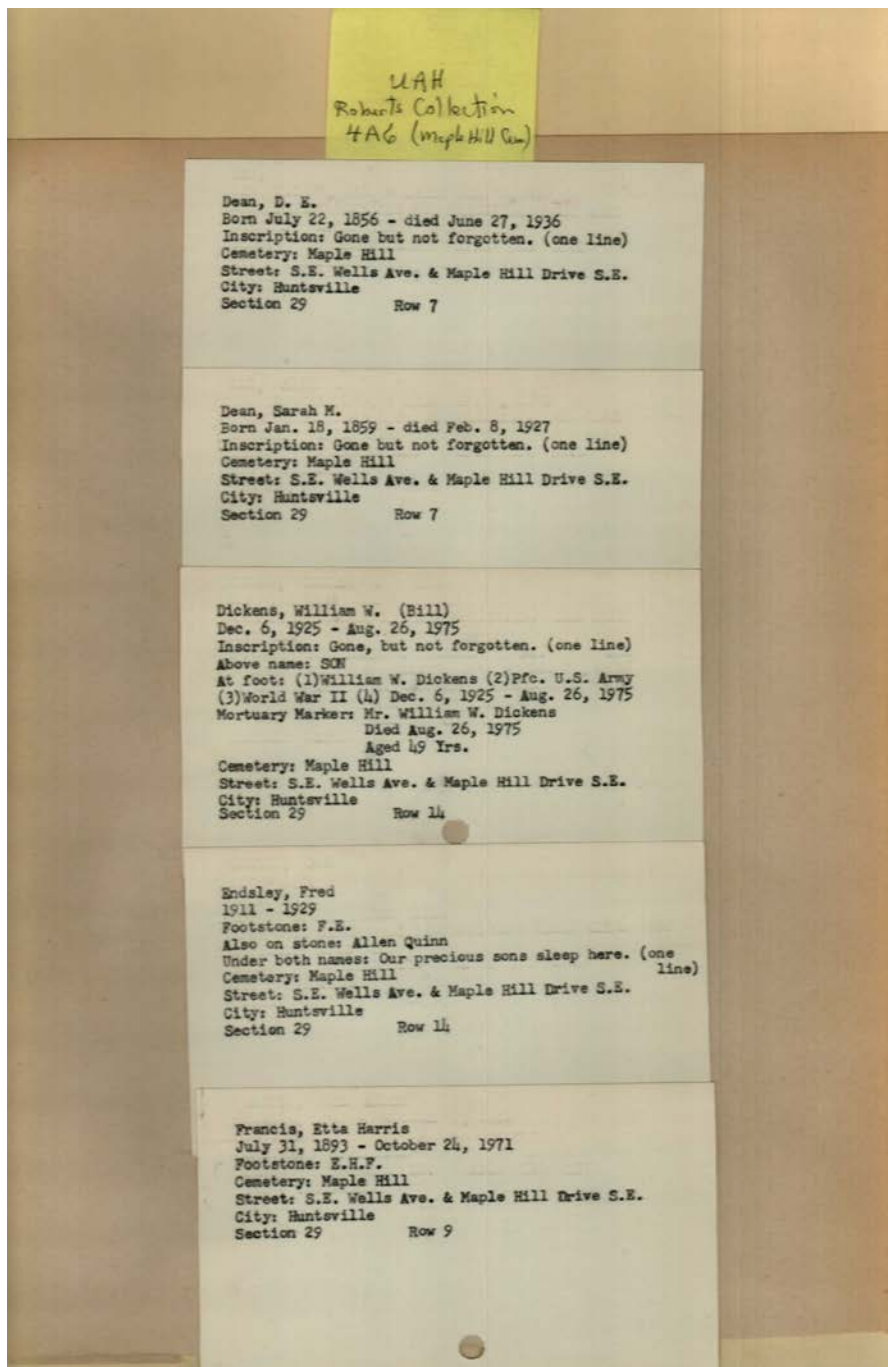 UAH
Roberts Collection
4A6 (Maple Hill Cem)
Dean, D. E.
Born July 22, 1856 - died June 27, 1936
Inscription: Gone but not forgotten. (one line)
Cemetery: Maple Hill
Street: S.E. Wells Ave. & Maple Hill Drive S.E.
City: Huntsville
Section 29 Row 7
Dean, Sarah M.
Born Jan. 18, 1859 - died Feb. 8, 1927
Inscription: Gone but not forgotten. (one line)
Cemetery: Maple Hill
Street: S.E. Wells Ave. & Maple Hill Drive S.E.
City: Huntsville
Section 29 Row 7
Dickens, William W. (Bill)
Dec. 6, 1925 - Aug. 26, 1975
Inscription: Gone, but not forgotten. (one line)
Above name: SON
At foot: (1)William W. Dickens (2)Pfc. U.S. Army
(3)World War II (4) Dec. 6, 1925 - Aug. 26, 1975
Mortuary Marker: Mr. William W. Dickens
Died Aug. 26, 1975
Aged 49 Yrs.
Cemetery: Maple Hill
Street: S.E. Wells Ave. & Maple Hill Drive S.E.
City: Huntsville
Section 29 Row 14
Endsley, Fred
1911 - 1929
Footstone: F.E.
Also on stone: Allen Quinn
Under both names: Our precious sons sleep here. (one
line)
Cemetery: Maple Hill
Street: S.E. Wells Ave. & Maple Hill Drive S.E.
City: Huntsville
Section 29 Row 14
Francis, Etta Harris
July 31, 1893 - October 24, 1971
Footstone: E.H.F.
Cemetery: Maple Hill
Street: S.E. Wells Ave. & Maple Hill Drive S.E.
City: Huntsville
Section 29 Row 9